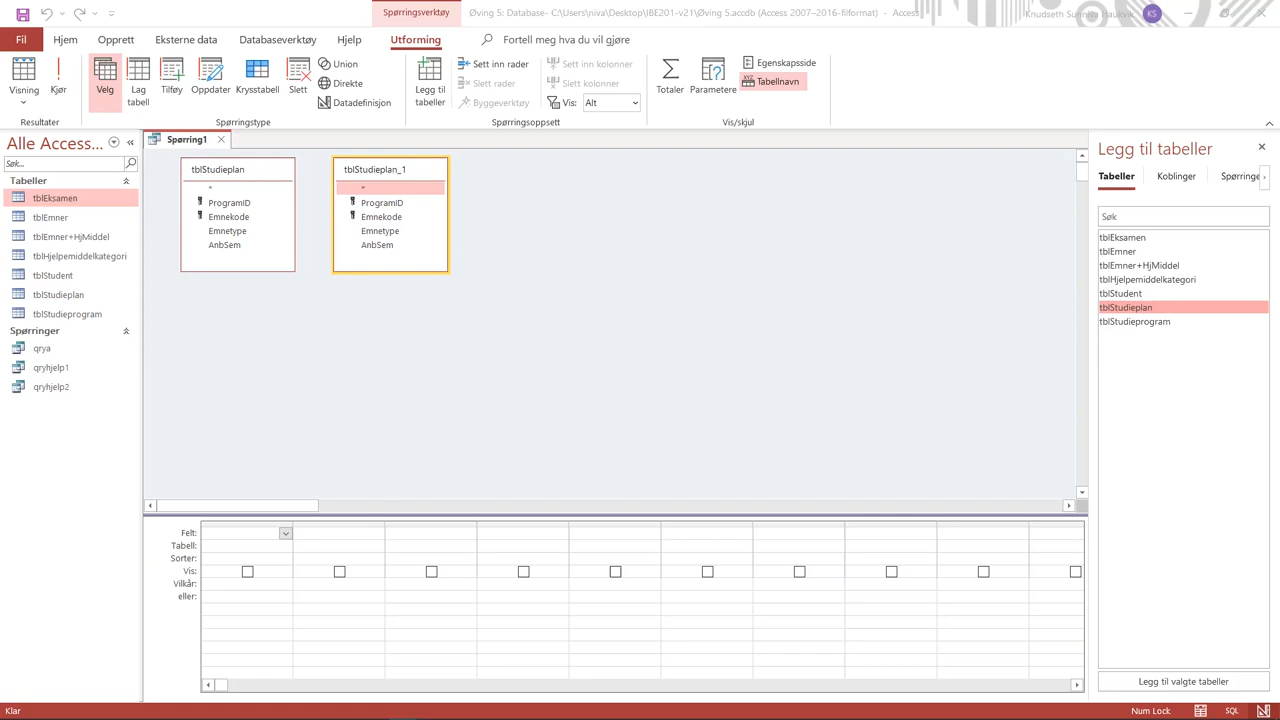 Spørringsverktøy
Øving 5: Database- C:\Users\niva\Desktop\IBE201-v21\Øving 5.accdb (Access 2007–2016-filformat) - Access
Knudseth Sunniva Haukvik
KS
Fil
Hjem
Opprett
Eksterne data
Databaseverktøy
Hjelp
Utforming
Fortell meg hva du vil gjøre
Visning
Kjør
Velg
Lag tabell
Tilføy
Oppdater
Krysstabell
Slett
Union
Direkte
Datadefinisjon
Legg til tabeller
Sett inn rader
Slett rader
Byggeverktøy
Sett inn kolonner
Slett kolonner
Vis: Alt
Totaler
Parametere
Egenskapsside
XYZ Tabellnavn
Resultater
Spørringstype
Spørringsoppsett
Vis/skjul
Alle Access...
Søk...
Tabeller
tblEksamen
tblEmner
tblEmner+HjMiddel
tblHjelpemiddelkategori
tblStudent
tblStudieplan
tblStudieprogram
Spørringer
qrya
qryhjelp1
qryhjelp2
Spørring1
tblStudieplan
*
ProgramID
Emnekode
Emnetype
AnbSem
tblStudieplan_1
*
ProgramID
Emnekode
Emnetype
AnbSem
Felt:
Tabell:
Sorter:
Vis:
Vilkår:
eller:
Legg til tabeller
Tabeller
Koblinger
Spørringe
Søk
tblEksamen
tblEmner
tblEmner+HjMiddel
tblHjelpemiddelkategori
tblStudent
tblStudieplan
tblStudieprogram
Legg til valgte tabeller
Klar
Num Lock
SQL